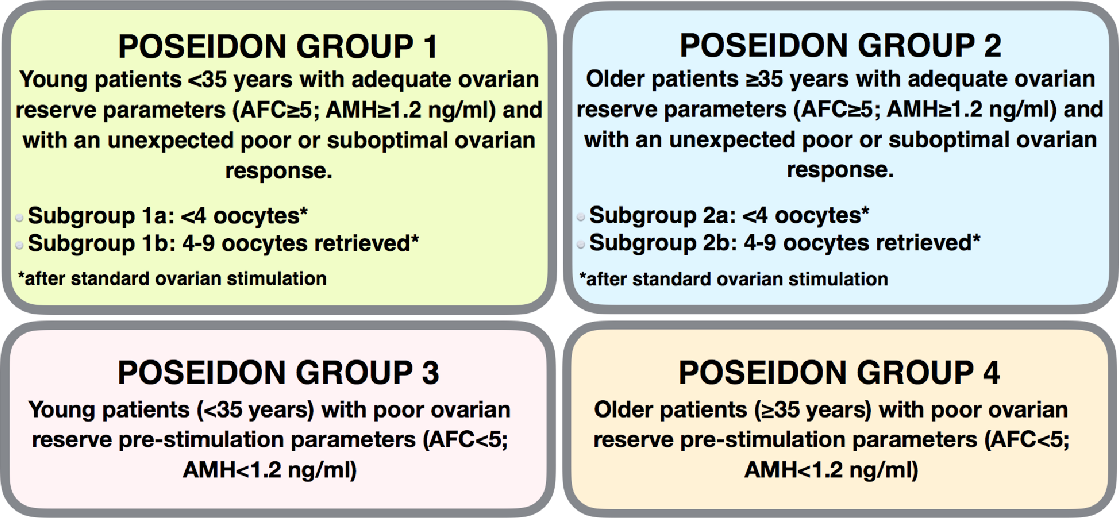 POSEIDON GROUP 1
Young patients <35 years with adequate ovarian
reserve parameters (AFC≥5; AMH≥1.2 ng/ml) and
with an unexpected poor or suboptimal ovarian
response.
Subgroup 1a: <4 oocytes*
Subgroup 1b: 4-9 oocytes retrieved*
*after standard ovarian stimulation
POSEIDON GROUP 2
Older patients ≥35 years with adequate ovarian
reserve parameters (AFC≥5; AMH≥1.2 ng/ml) and
with an unexpected poor or suboptimal ovarian
response.
Subgroup 2a: <4 oocytes*
Subgroup 2b: 4-9 oocytes retrieved*
*after standard ovarian stimulation
POSEIDON GROUP 3
Young patients (<35 years) with poor ovarian
reserve pre-stimulation parameters (AFC<5;
AMH<1.2 ng/ml)
POSEIDON GROUP 4
Older patients (≥35 years) with poor ovarian
reserve pre-stimulation parameters (AFC<5;
AMH<1.2 ng/ml)